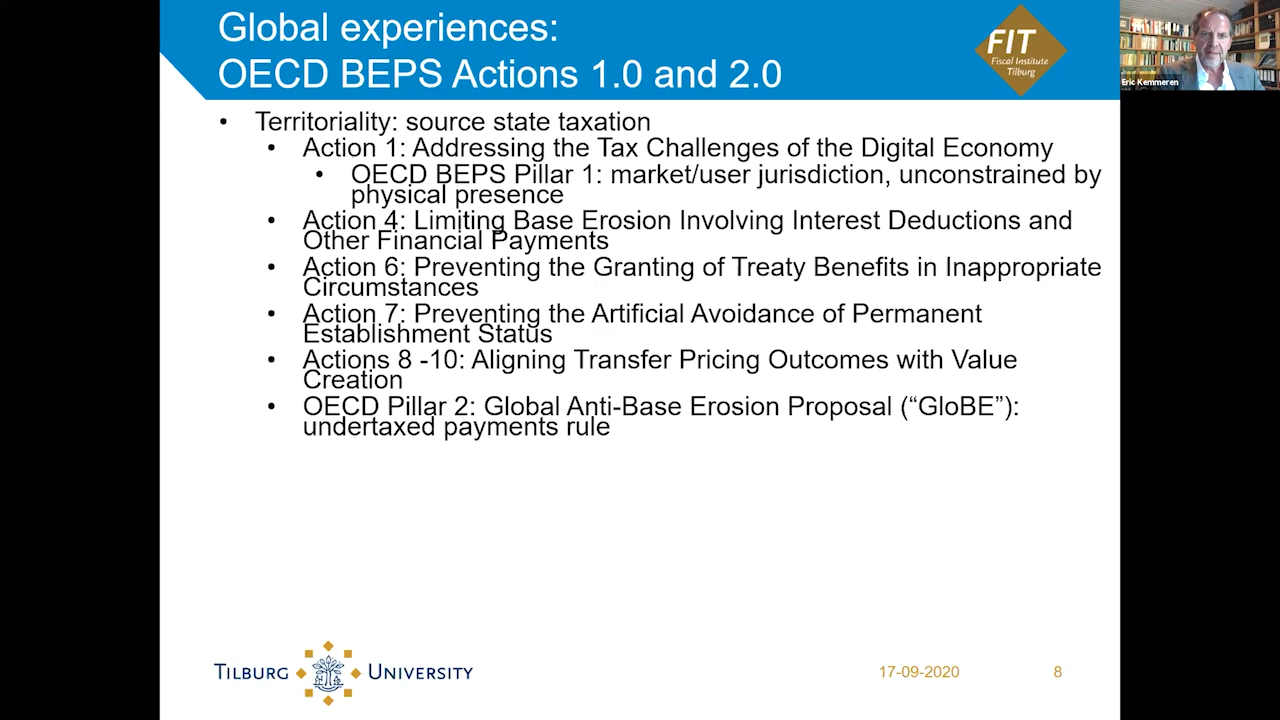 Global experiences:
OECD BEPS Actions 1.0 and 2.0
FIT
Fiscal Institute
Tilburg
Eric Kemmeren
• Territoriality: source state taxation
• Action 1: Addressing the Tax Challenges of the Digital Economy
• OECD BEPS Pillar 1: market/user jurisdiction, unconstrained by
physical presence
• Action 4: Limiting Base Erosion Involving Interest Deductions and
Other Financial Payments
• Action 6: Preventing the Granting of Treaty Benefits in Inappropriate
Circumstances
• Action 7: Preventing the Artificial Avoidance of Permanent
Establishment Status
• Actions 8 -10: Aligning Transfer Pricing Outcomes with Value
Creation
• OECD Pillar 2: Global Anti-Base Erosion Proposal (“GloBE”):
undertaxed payments rule
TILBURG UNIVERSITY
17-09-2020
8